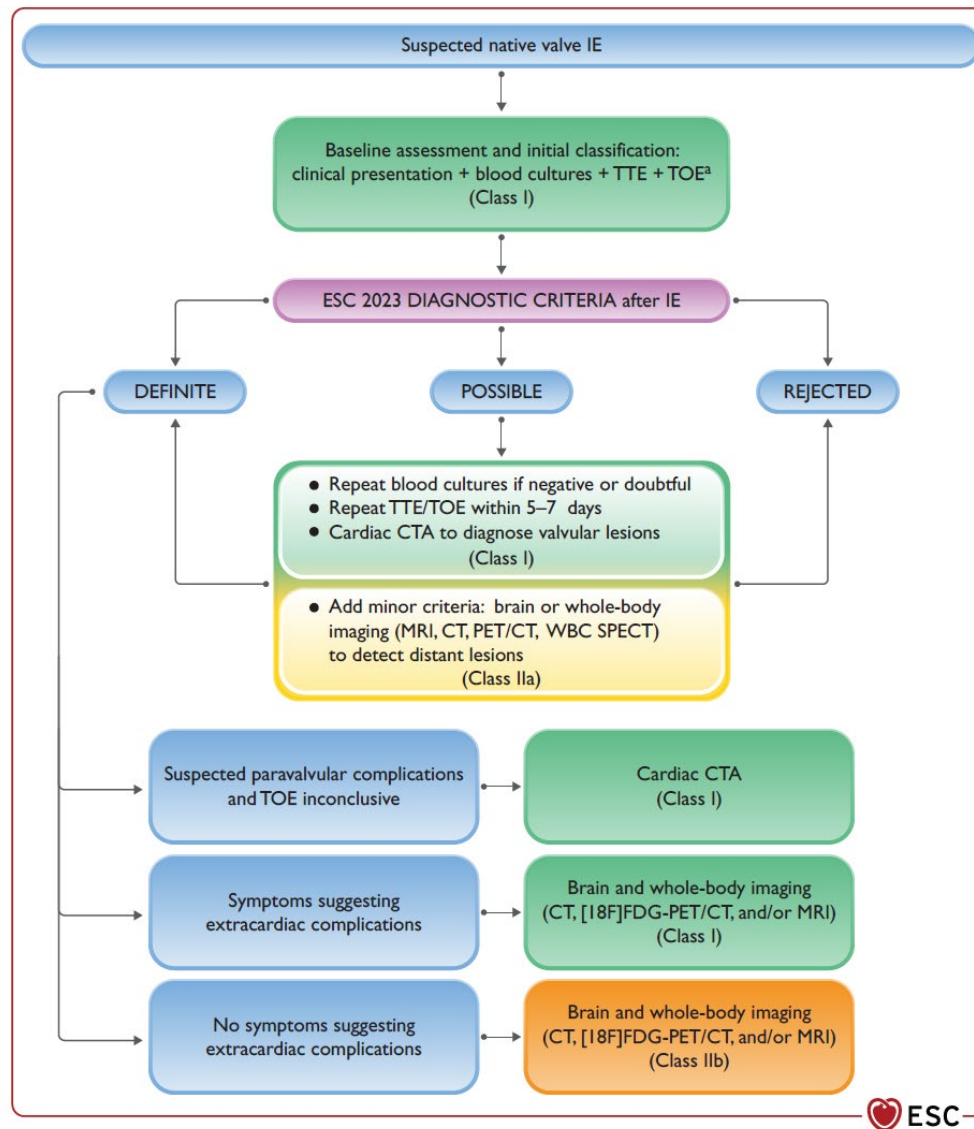 Suspected native valve IE
Baseline assessment and initial classification:
clinical presentation + blood cultures + TTE + TOEᵃ
(Class I)
ESC 2023 DIAGNOSTIC CRITERIA after IE
DEFINITE
POSSIBLE
REJECTED
● Repeat blood cultures if negative or doubtful
● Repeat TTE/TOE within 5–7 days
● Cardiac CTA to diagnose valvular lesions
(Class I)
● Add minor criteria: brain or whole-body
imaging (MRI, CT, PET/CT, WBC SPECT)
to detect distant lesions
(Class IIa)
Suspected paravalvular complications
and TOE inconclusive
Cardiac CTA
(Class I)
Symptoms suggesting
extracardiac complications
Brain and whole-body imaging
(CT, [18F]FDG-PET/CT, and/or MRI)
(Class I)
No symptoms suggesting
extracardiac complications
Brain and whole-body imaging
(CT, [18F]FDG-PET/CT, and/or MRI)
(Class IIb)
ESC